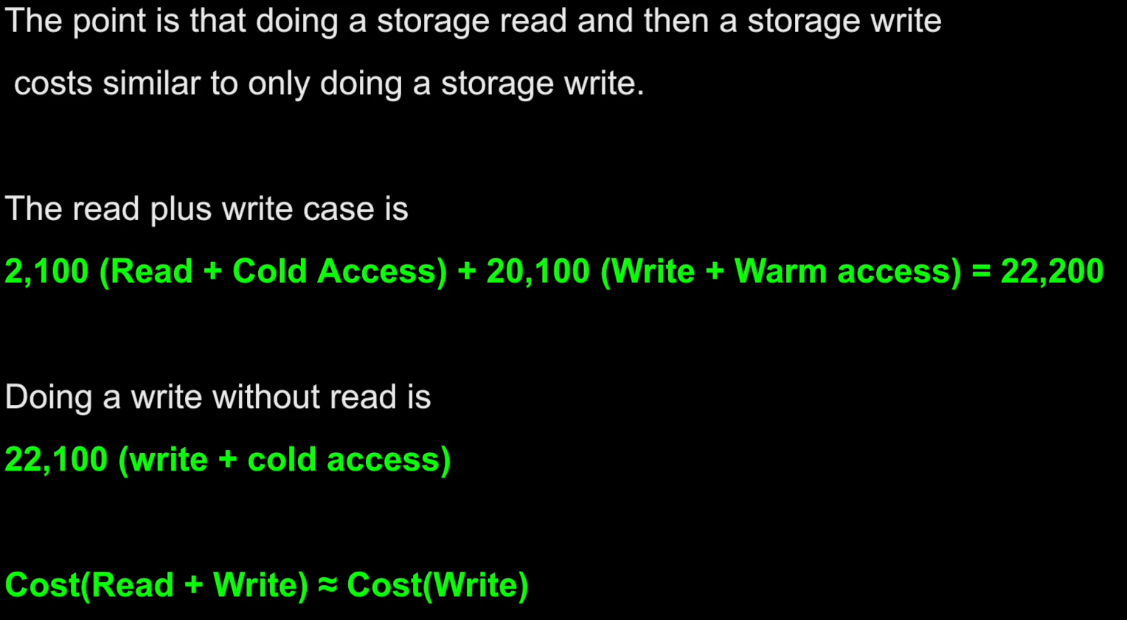 The point is that doing a storage read and then a storage write
costs similar to only doing a storage write.
The read plus write case is
2,100 (Read + Cold Access) + 20,100 (Write + Warm access) = 22,200
Doing a write without read is
22,100 (write + cold access)
Cost(Read + Write) ≈ Cost(Write)